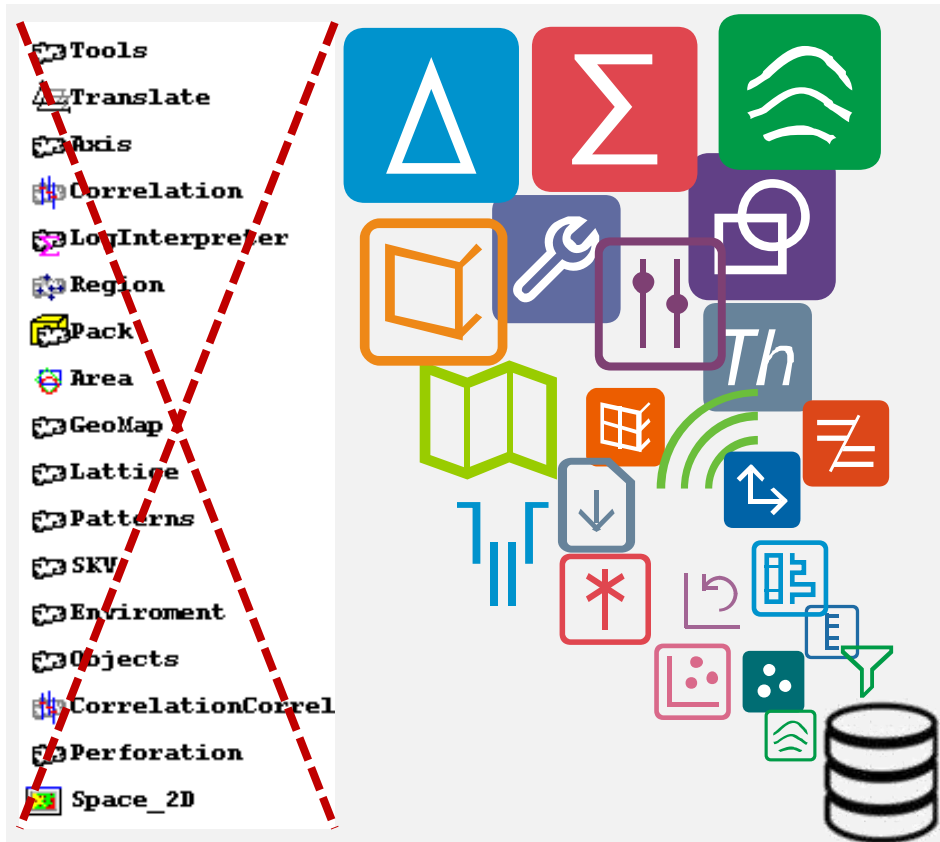 Tools
Translate
Axis
Correlation
LogInterpreter
Region
Pack
Area
GeoMap
Lattice
Patterns
SKV
Enviroment
Objects
CorrelationCorrel
Perforation
Space_2D
Δ
Σ
Th